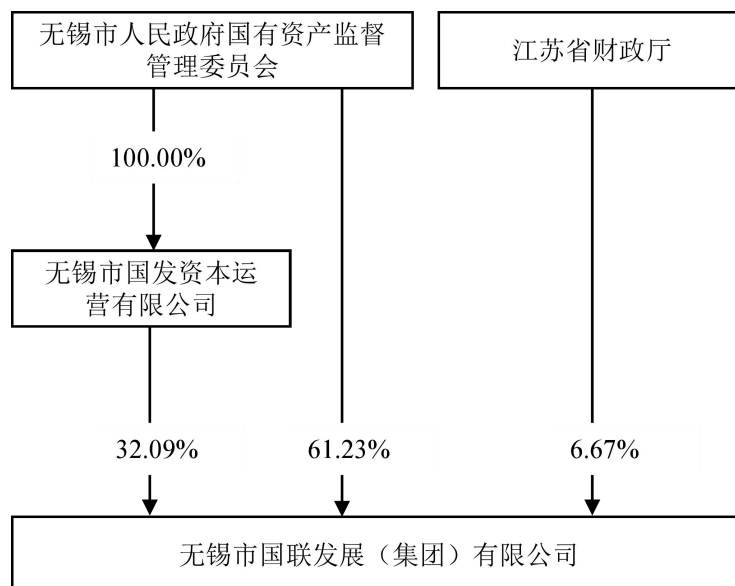 无锡市人民政府国有资产监督
管理委员会
江苏省财政厅
100.00%
无锡市国发资本运
营有限公司
32.09%
61.23%
6.67%
无锡市国联发展（集团）有限公司